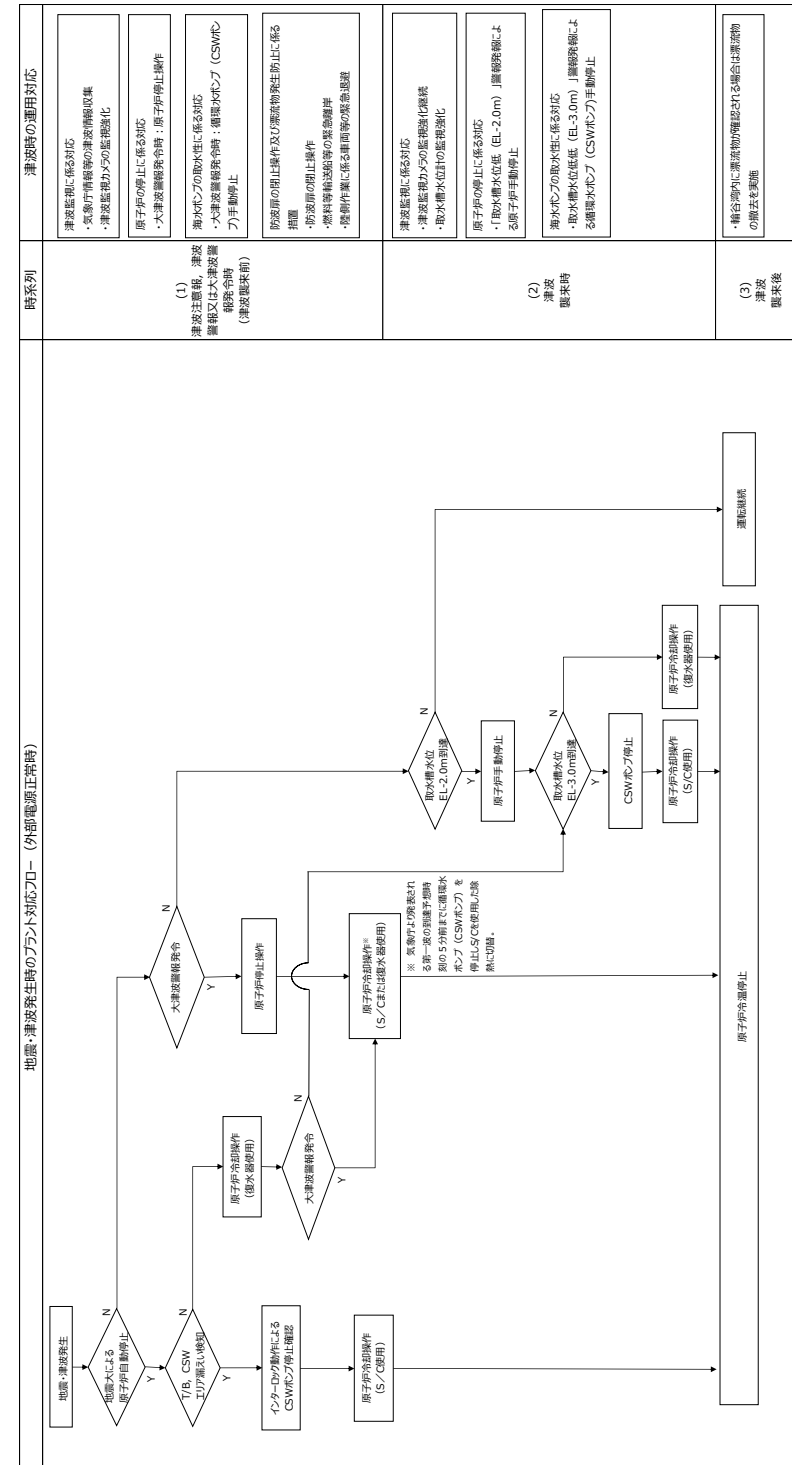 地震・津波発生時のプラント対応フロー（外部電源正常時）
時系列
津波時の運用対応
地震・津波発生
地震大による
原子炉自動停止
N
Y
T/B，CSW
エリア漏えい検知
N
Y
インターロック動作による
CSWポンプ停止確認
原子炉冷却操作
（S／C使用）
原子炉冷却操作
（復水器使用）
大津波警報発令
N
Y
大津波警報発令
N
Y
原子炉停止操作
原子炉冷却操作※
（S／Cまたは復水器使用）
※　気象庁より発表され
る第一波の到達予想時
刻の５分前までに循環水
ポンプ（CSWポンプ）を
停止しS/Cを使用した除
熱に切替。
取水槽水位
EL-2.0m到達
N
Y
原子炉手動停止
取水槽水位
EL-3.0m到達
N
Y
CSWポンプ停止
原子炉冷却操作
（S/C使用）
原子炉冷却操作
（復水器使用）
原子炉冷温停止
運転継続
(1)
津波注意報，津波
警報又は大津波警
報発令時
（津波襲来前）
津波監視に係る対応
・気象庁情報等の津波情報収集
・津波監視カメラの監視強化
原子炉の停止に係る対応
・大津波警報発令時：原子炉停止操作
海水ポンプの取水性に係る対応
・大津波警報発令時：循環水ポンプ（CSWポン
プ）手動停止
防波扉の閉止操作及び漂流物発生防止に係る
措置
・防波扉の閉止操作
・燃料等輸送船等の緊急離岸
・陸側作業に係る車両等の緊急退避
(2)
津波
襲来時
津波監視に係る対応
・津波監視カメラの監視強化継続
・取水槽水位計の監視強化
原子炉の停止に係る対応
・「取水槽水位低（EL-2.0m）」警報発報によ
る原子炉手動停止
海水ポンプの取水性に係る対応
・取水槽水位低低（EL-3.0m）」警報発報によ
る循環水ポンプ（CSWポンプ）手動停止
(3)
津波
襲来後
・輪谷湾内に漂流物が確認される場合は漂流物
の撤去を実施